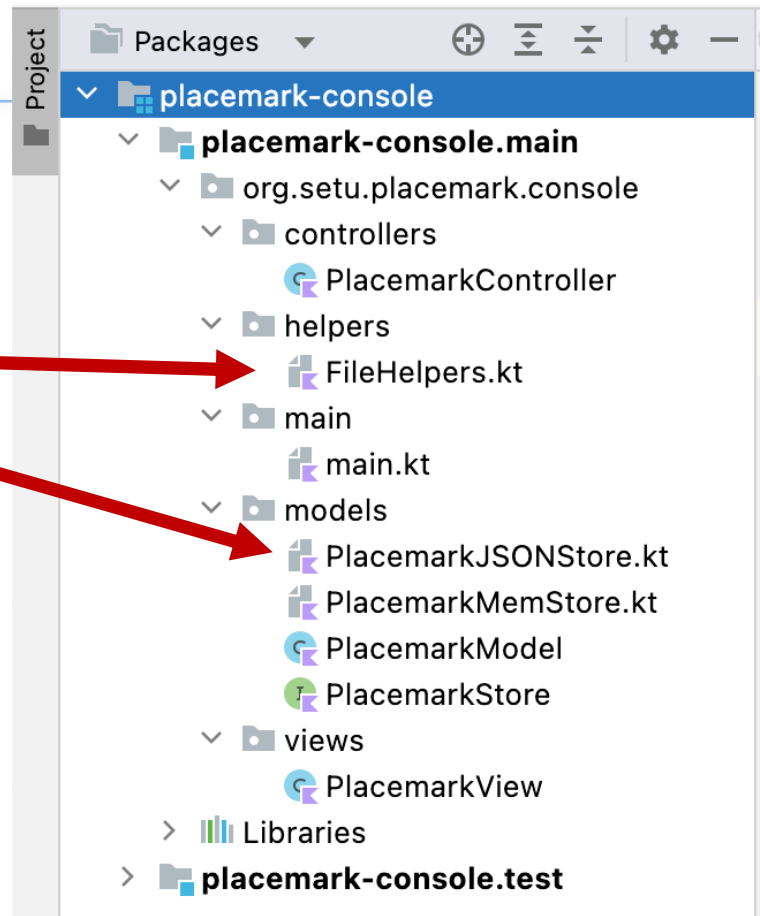 Project
Packages
placemark-console
placemark-console.main
org.setu.placemark.console
controllers
PlacemarkController
helpers
FileHelpers.kt
main
main.kt
models
PlacemarkJSONStore.kt
PlacemarkMemStore.kt
PlacemarkModel
PlacemarkStore
views
PlacemarkView
Libraries
placemark-console.test